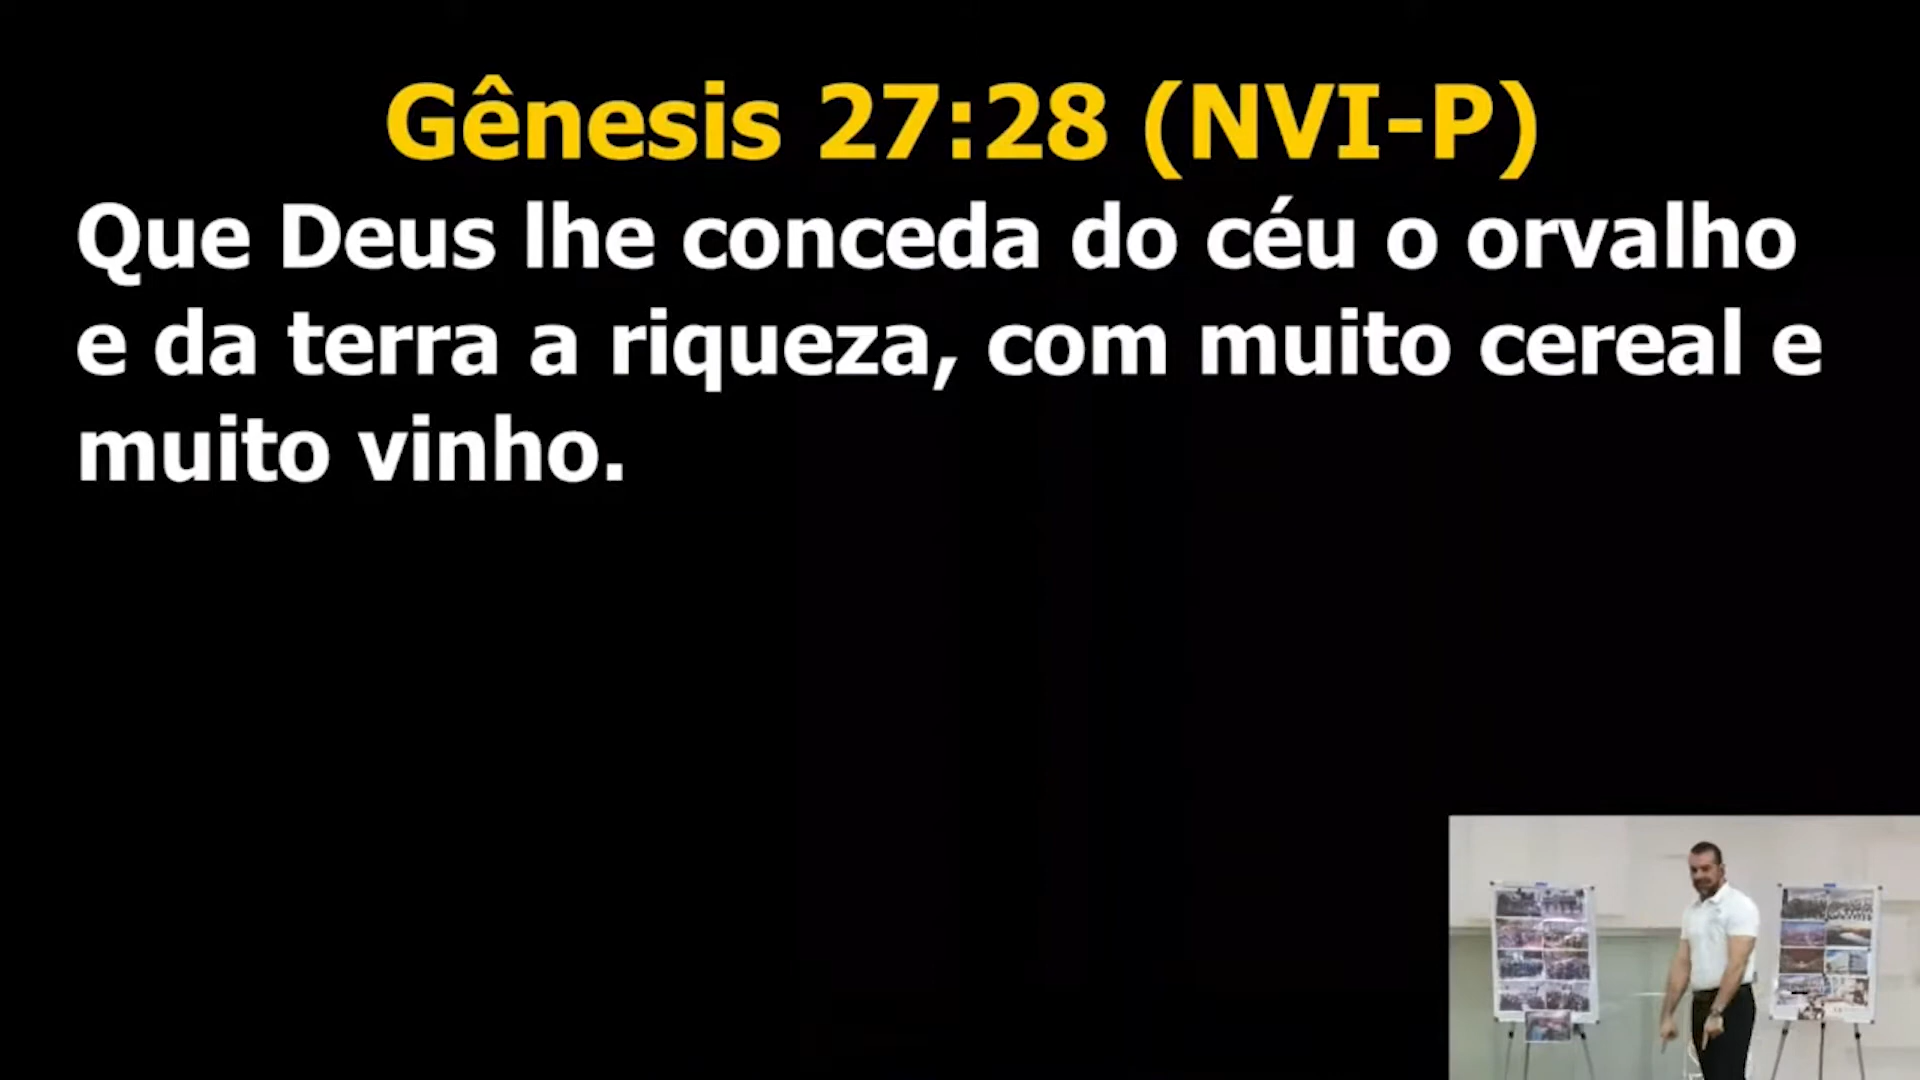 Gênesis 27:28 (NVI-P)
Que Deus lhe conceda do céu o orvalho
e da terra a riqueza, com muito cereal e
muito vinho.